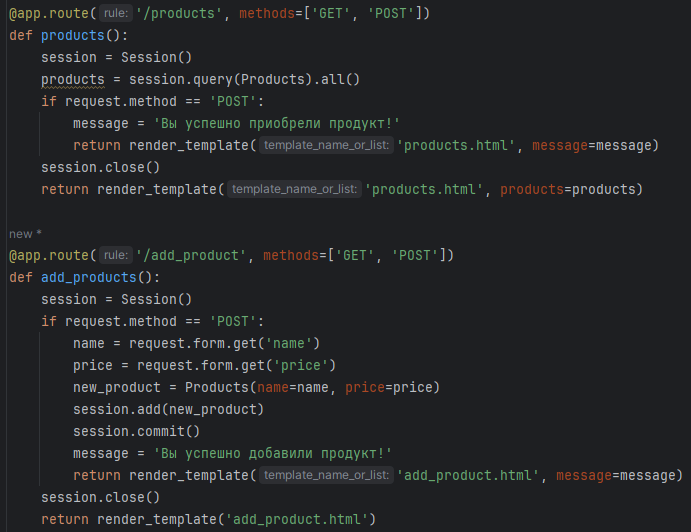 @app.route( rule: '/products', methods=['GET', 'POST'])
def products():
    session = Session()
    products = session.query(Products).all()
    if request.method == 'POST':
        message = 'Вы успешно приобрели продукт!'
        return render_template( template_name_or_list: 'products.html', message=message)
    session.close()
    return render_template( template_name_or_list: 'products.html', products=products)
new *
@app.route( rule: '/add_product', methods=['GET', 'POST'])
def add_products():
    session = Session()
    if request.method == 'POST':
        name = request.form.get('name')
        price = request.form.get('price')
        new_product = Products(name=name, price=price)
        session.add(new_product)
        session.commit()
        message = 'Вы успешно добавили продукт!'
        return render_template( template_name_or_list: 'add_product.html', message=message)
    session.close()
    return render_template('add_product.html')